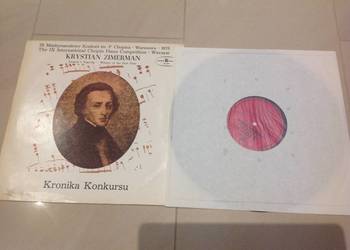 IX Międzynarodowy Konkurs im. F. Chopina - Warszawa - 1975
The IX International Chopin Piano Competition - Warsaw
KRYSTIAN ZIMERMAN
Kronika Konkursu